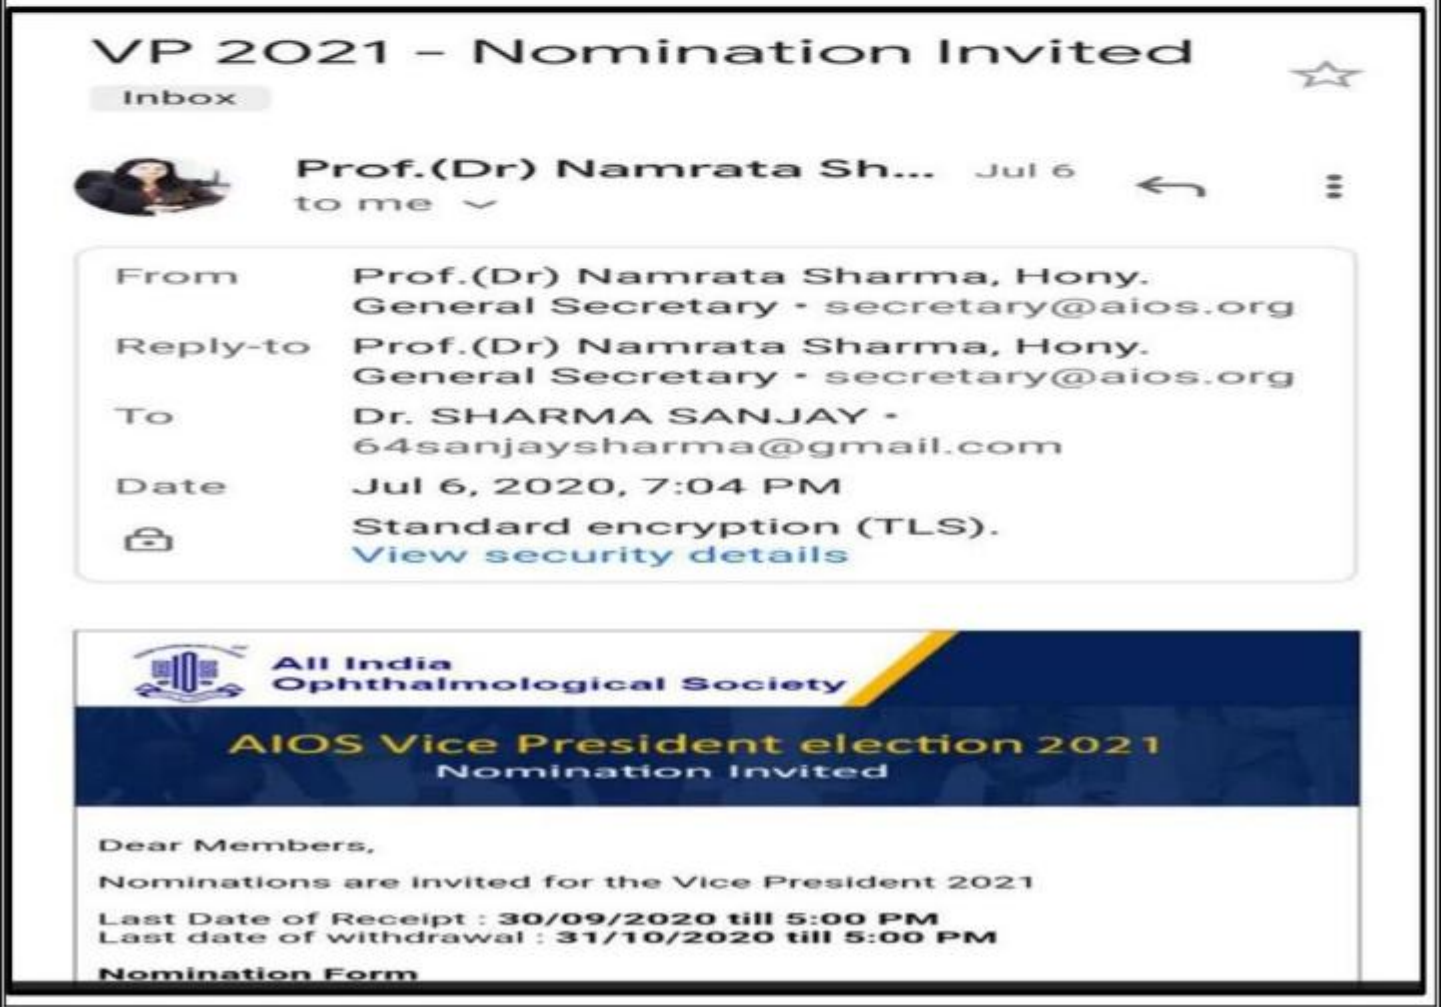 VP 2021 – Nomination Invited
Inbox
Prof.(Dr) Namrata Sh... Jul 6
to me
From Prof.(Dr) Namrata Sharma, Hony.
General Secretary • secretary@aios.org
Reply-to Prof.(Dr) Namrata Sharma, Hony.
General Secretary • secretary@aios.org
To Dr. SHARMA SANJAY •
64sanjaysharma@gmail.com
Date Jul 6, 2020, 7:04 PM
Standard encryption (TLS).
View security details
All India
Ophthalmological Society
AIOS Vice President election 2021
Nomination Invited
Dear Members,
Nominations are invited for the Vice President 2021
Last Date of Receipt : 30/09/2020 till 5:00 PM
Last date of withdrawal : 31/10/2020 till 5:00 PM
Nomination Form